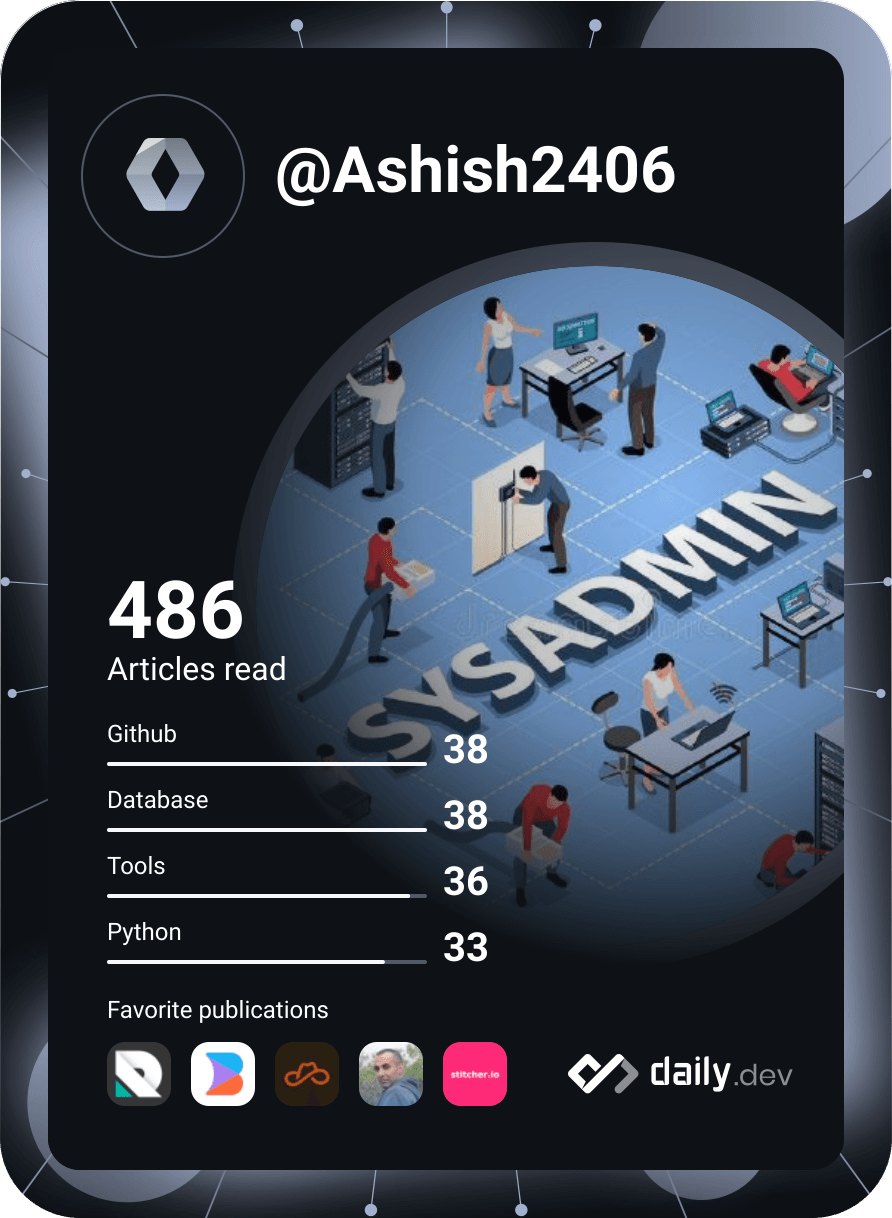 @Ashish2406
SYSADMIN
486
Articles read
Github
38
Database
38
Tools
36
Python
33
Favorite publications
stitcher.io
daily.dev